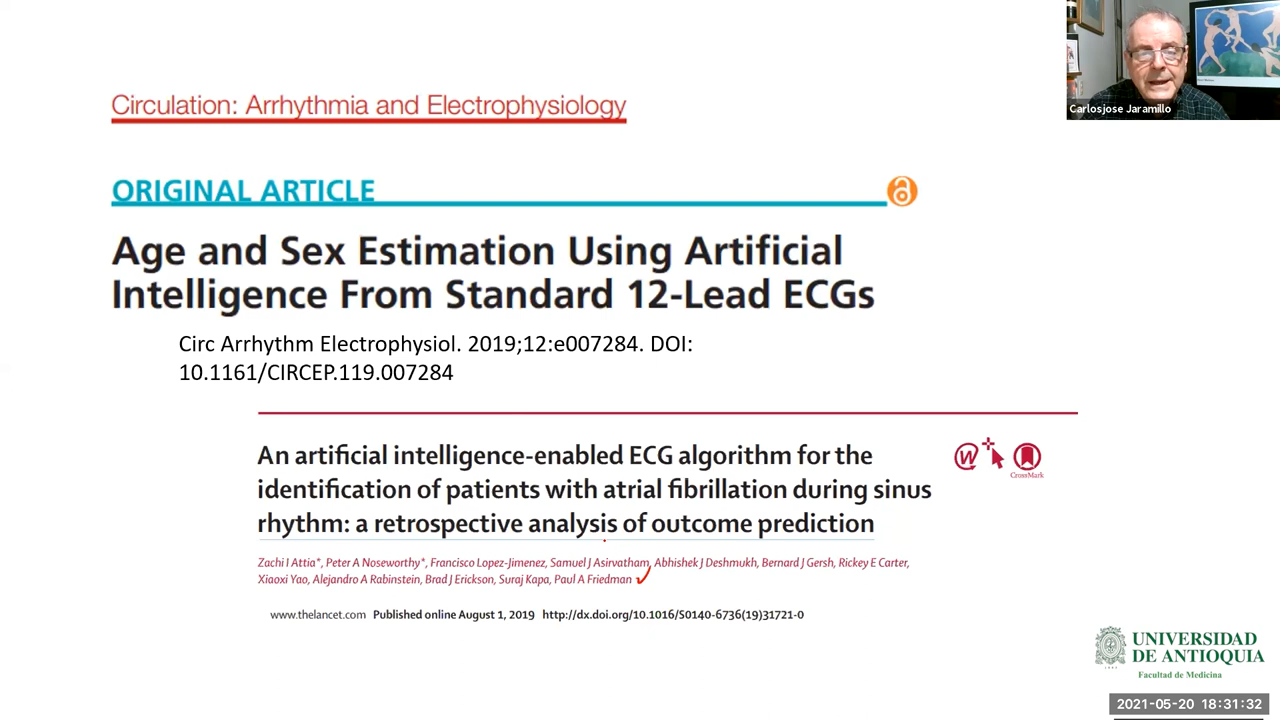 Circulation: Arrhythmia and Electrophysiology
Carlosjose Jaramillo
ORIGINAL ARTICLE
Age and Sex Estimation Using Artificial
Intelligence From Standard 12-Lead ECGs
Circ Arrhythm Electrophysiol. 2019;12:e007284. DOI:
10.1161/CIRCEP.119.007284
An artificial intelligence-enabled ECG algorithm for the
identification of patients with atrial fibrillation during sinus
rhythm: a retrospective analysis of outcome prediction
CrossMark
Zachi I Attia*, Peter A Noseworthy*, Francisco Lopez-Jimenez, Samuel J Asirvatham, Abhishek J Deshmukh, Bernard J Gersh, Rickey E Carter,
Xiaoxi Yao, Alejandro A Rabinstein, Brad J Erickson, Suraj Kapa, Paul A Friedman
www.thelancet.com Published online August 1, 2019 http://dx.doi.org/10.1016/S0140-6736(19)31721-0
UNIVERSIDAD
DE ANTIOQUIA
Facultad de Medicina
2021-05-20 18:31:32